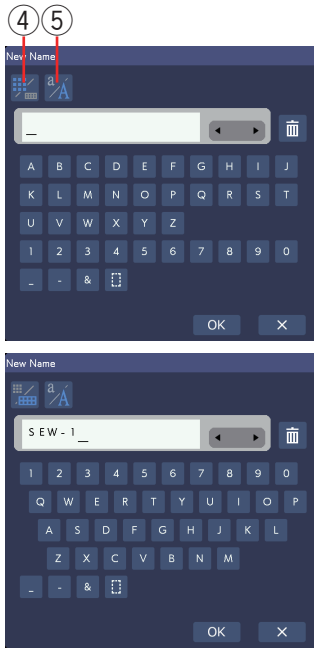 ④⑤
New Name
a/A
_
A B C D E F G H I J
K L M N O P Q R S T
U V W X Y Z
1 2 3 4 5 6 7 8 9 0
_ - &
OK ×
New Name
a/A
SEW-1_
1 2 3 4 5 6 7 8 9 0
Q W E R T Y U I O P
A S D F G H J K L
Z X C V B N M
_ - &
OK ×